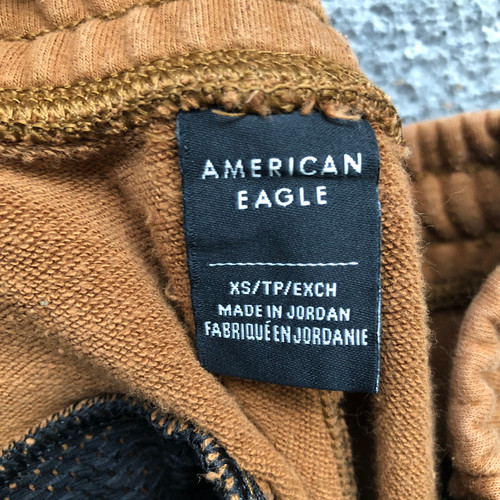 AMERICAN
EAGLE
XS/TP/EXCH
MADE IN JORDAN
FABRIQUÉ EN JORDANIE